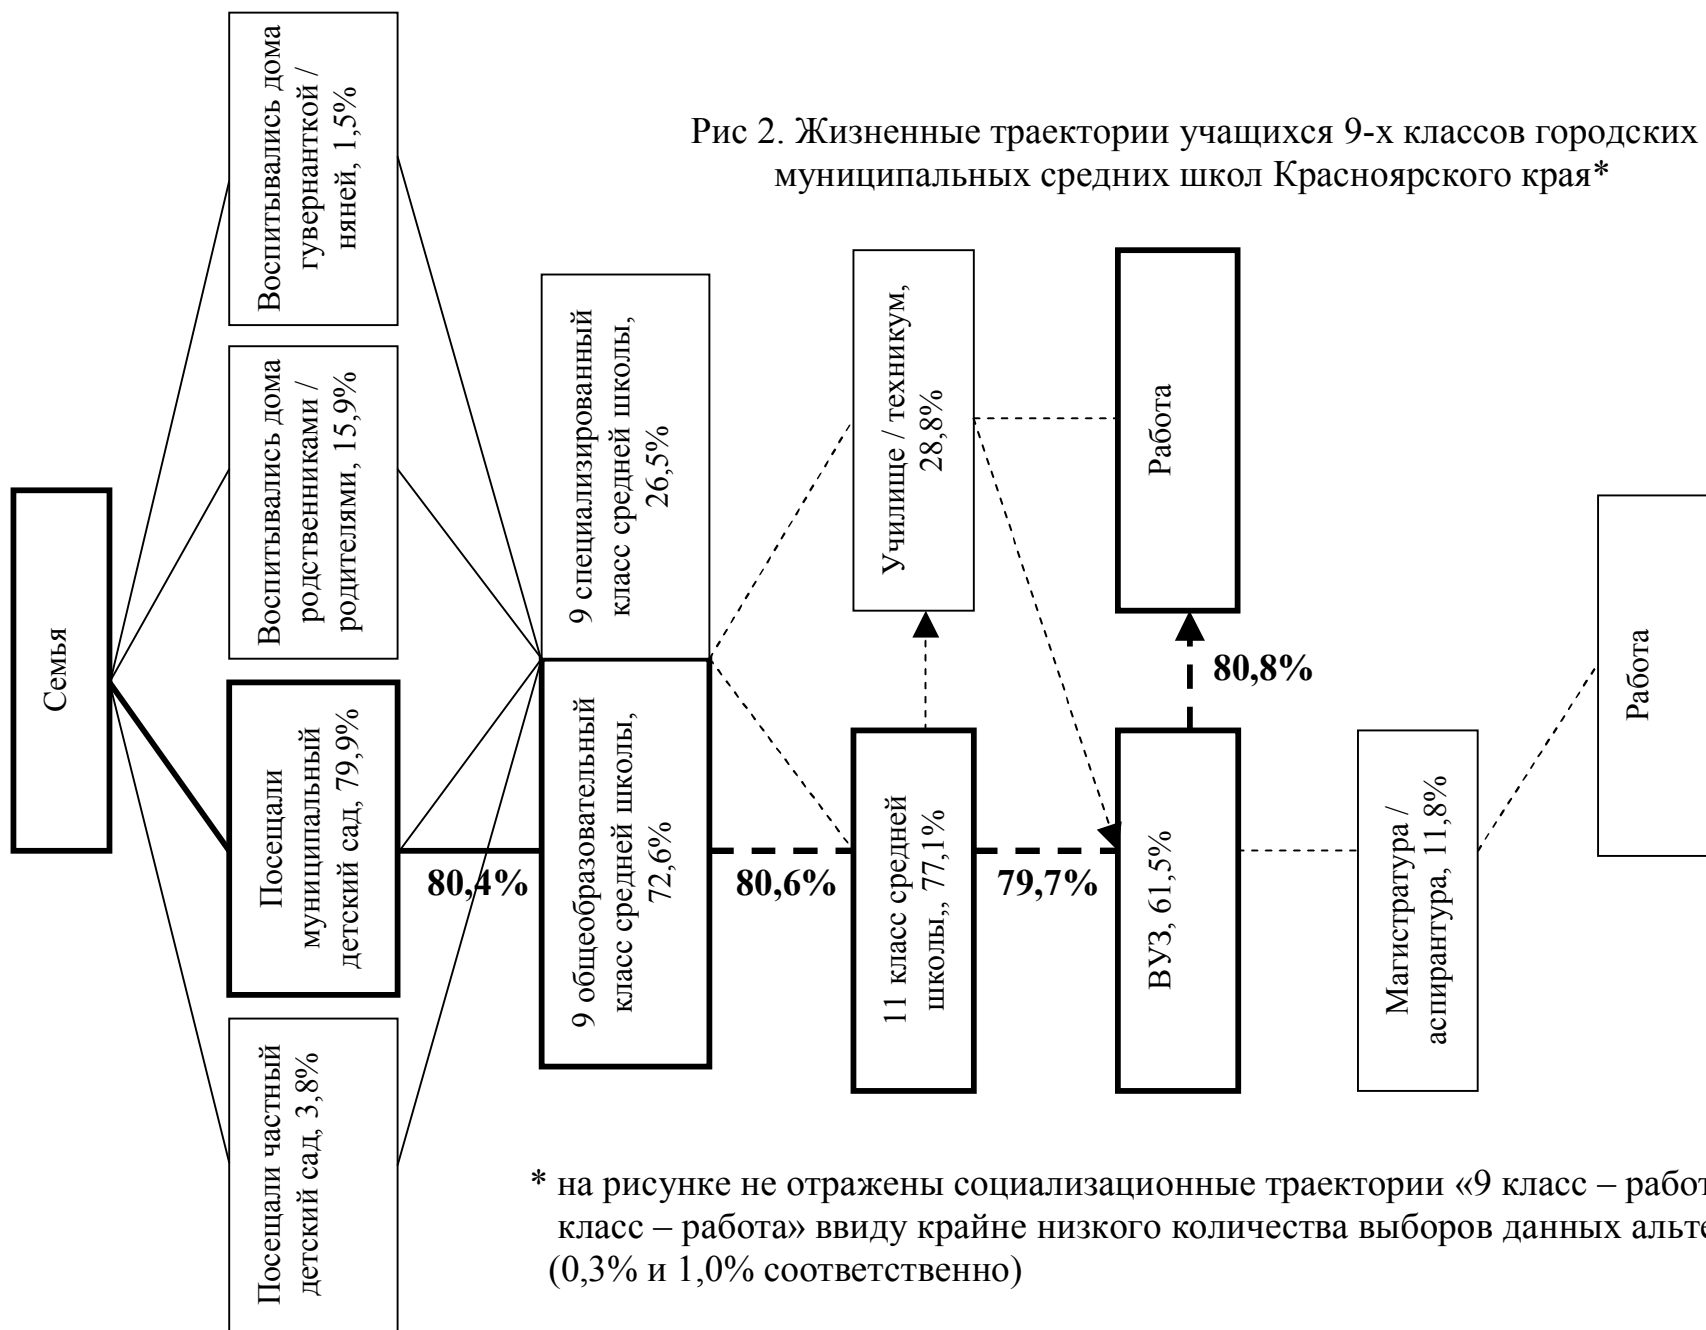 Рис 2. Жизненные траектории учащихся 9-х классов городских
муниципальных средних школ Красноярского края*
Семья
Воспитывались дома
гувернанткой /
няней, 1,5%
Воспитывались дома
родственниками /
родителями, 15,9%
Посещали
муниципальный
детский сад, 79,9%
Посещали частный
детский сад, 3,8%
80,4%
9 специализированный
класс средней школы,
26,5%
9 общеобразовательный
класс средней школы,
72,6%
80,6%
Училище / техникум,
28,8%
11 класс средней
школы,, 77,1%
79,7%
Работа
80,8%
ВУЗ, 61,5%
Магистратура /
аспирантура, 11,8%
Работа
* на рисунке не отражены социализационные траектории «9 класс – работ
класс – работа» ввиду крайне низкого количества выборов данных альте
(0,3% и 1,0% соответственно)